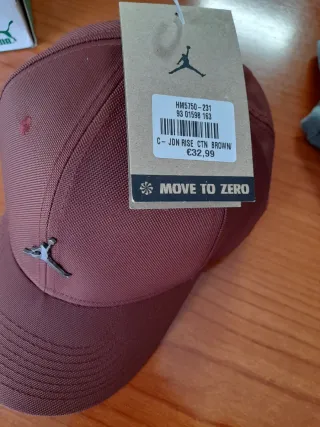 HM5750-231
93 01598 163
C- JDN RISE CTN BROWN/
€32,99
MOVE TO ZERO